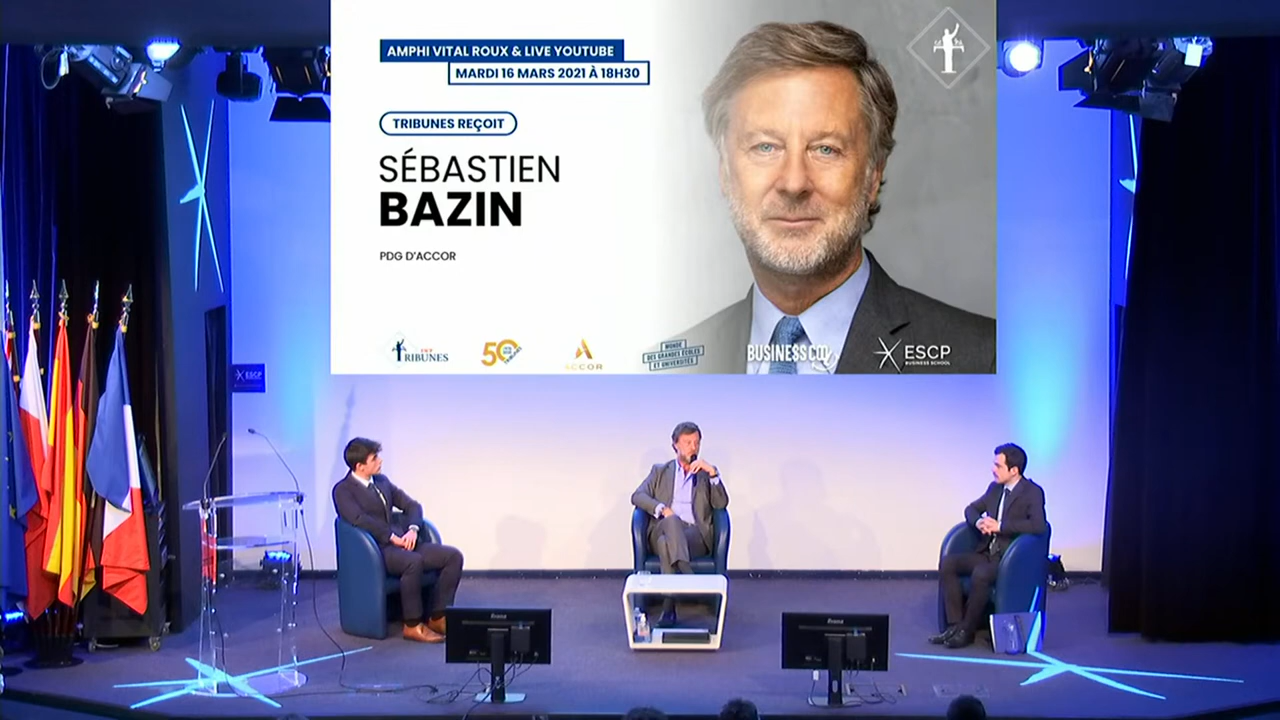 AMPHI VITAL ROUX & LIVE YOUTUBE
MARDI 16 MARS 2021 À 18H30
TRIBUNES REÇOIT
SÉBASTIEN
BAZIN
PDG D'ACCOR
TRIBUNES
50
ACCOR
MONDE
DES GRANDES ÉCOLES
ET UNIVERSITÉS
BUSINESS
ESCP
BUSINESS SCHOOL
ESCP